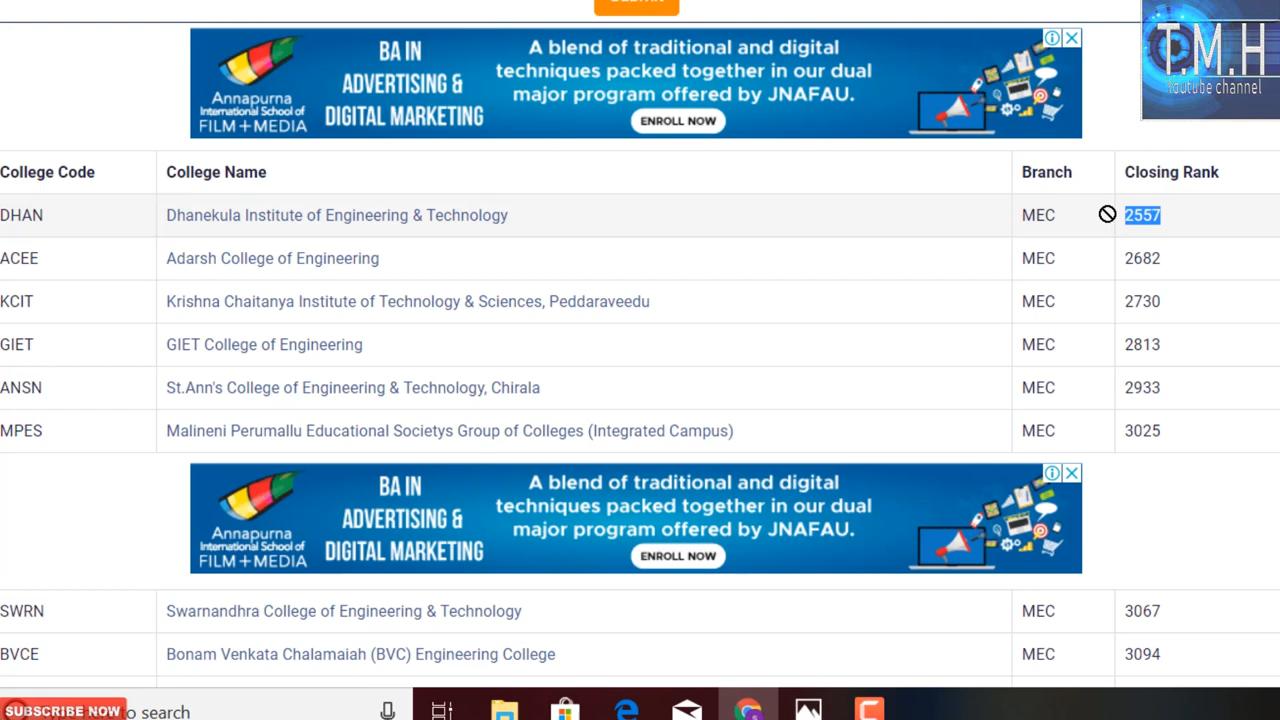 T.M.H
Youtube channel
ANNAPURNA
INTERNATIONAL SCHOOL OF
FILM+MEDIA
BA IN
ADVERTISING &
DIGITAL MARKETING
A blend of traditional and digital
techniques packed together in our dual
major program offered by JNAFAU.
ENROLL NOW
College Code College Name Branch Closing Rank
DHAN Dhanekula Institute of Engineering & Technology MEC 2557
ACEE Adarsh College of Engineering MEC 2682
KCIT Krishna Chaitanya Institute of Technology & Sciences, Peddaraveedu MEC 2730
GIET GIET College of Engineering MEC 2813
ANSN St.Ann's College of Engineering & Technology, Chirala MEC 2933
MPES Malineni Perumallu Educational Societys Group of Colleges (Integrated Campus) MEC 3025
ANNAPURNA
INTERNATIONAL SCHOOL OF
FILM+MEDIA
BA IN
ADVERTISING &
DIGITAL MARKETING
A blend of traditional and digital
techniques packed together in our dual
major program offered by JNAFAU.
ENROLL NOW
SWRN Swarnandhra College of Engineering & Technology MEC 3067
BVCE Bonam Venkata Chalamaiah (BVC) Engineering College MEC 3094
SUBSCRIBE NOW
to search